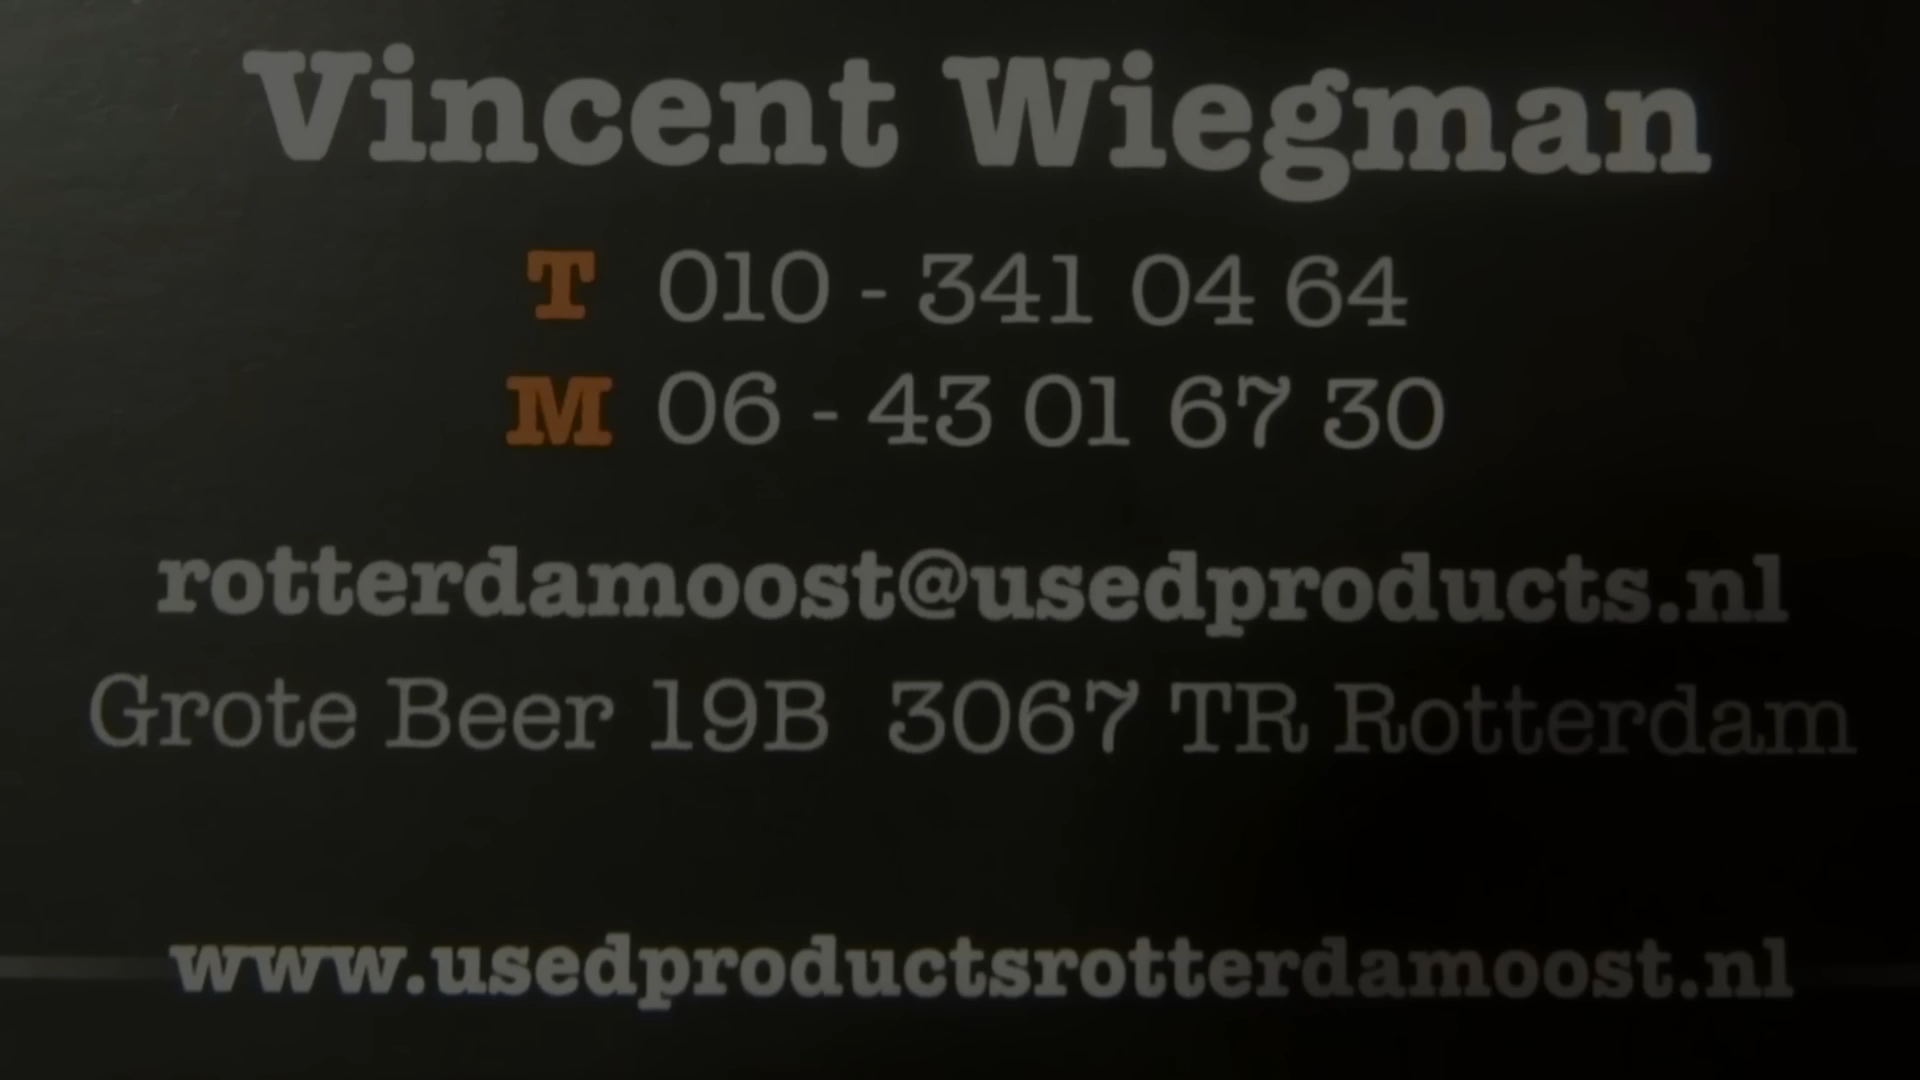 Vincent Wiegman
T 010 - 341 04 64
M 06 - 43 01 67 30
rotterdamoost@usedproducts.nl
Grote Beer 19B 3067 TR Rotterdam
www.usedproductsrotterdamoost.nl